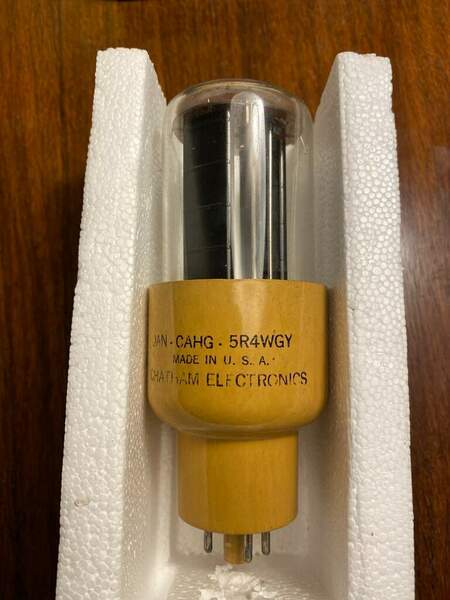 JAN - CAHG - 5R4WGY
MADE IN U. S. A.
CHATHAM ELECTRONICS